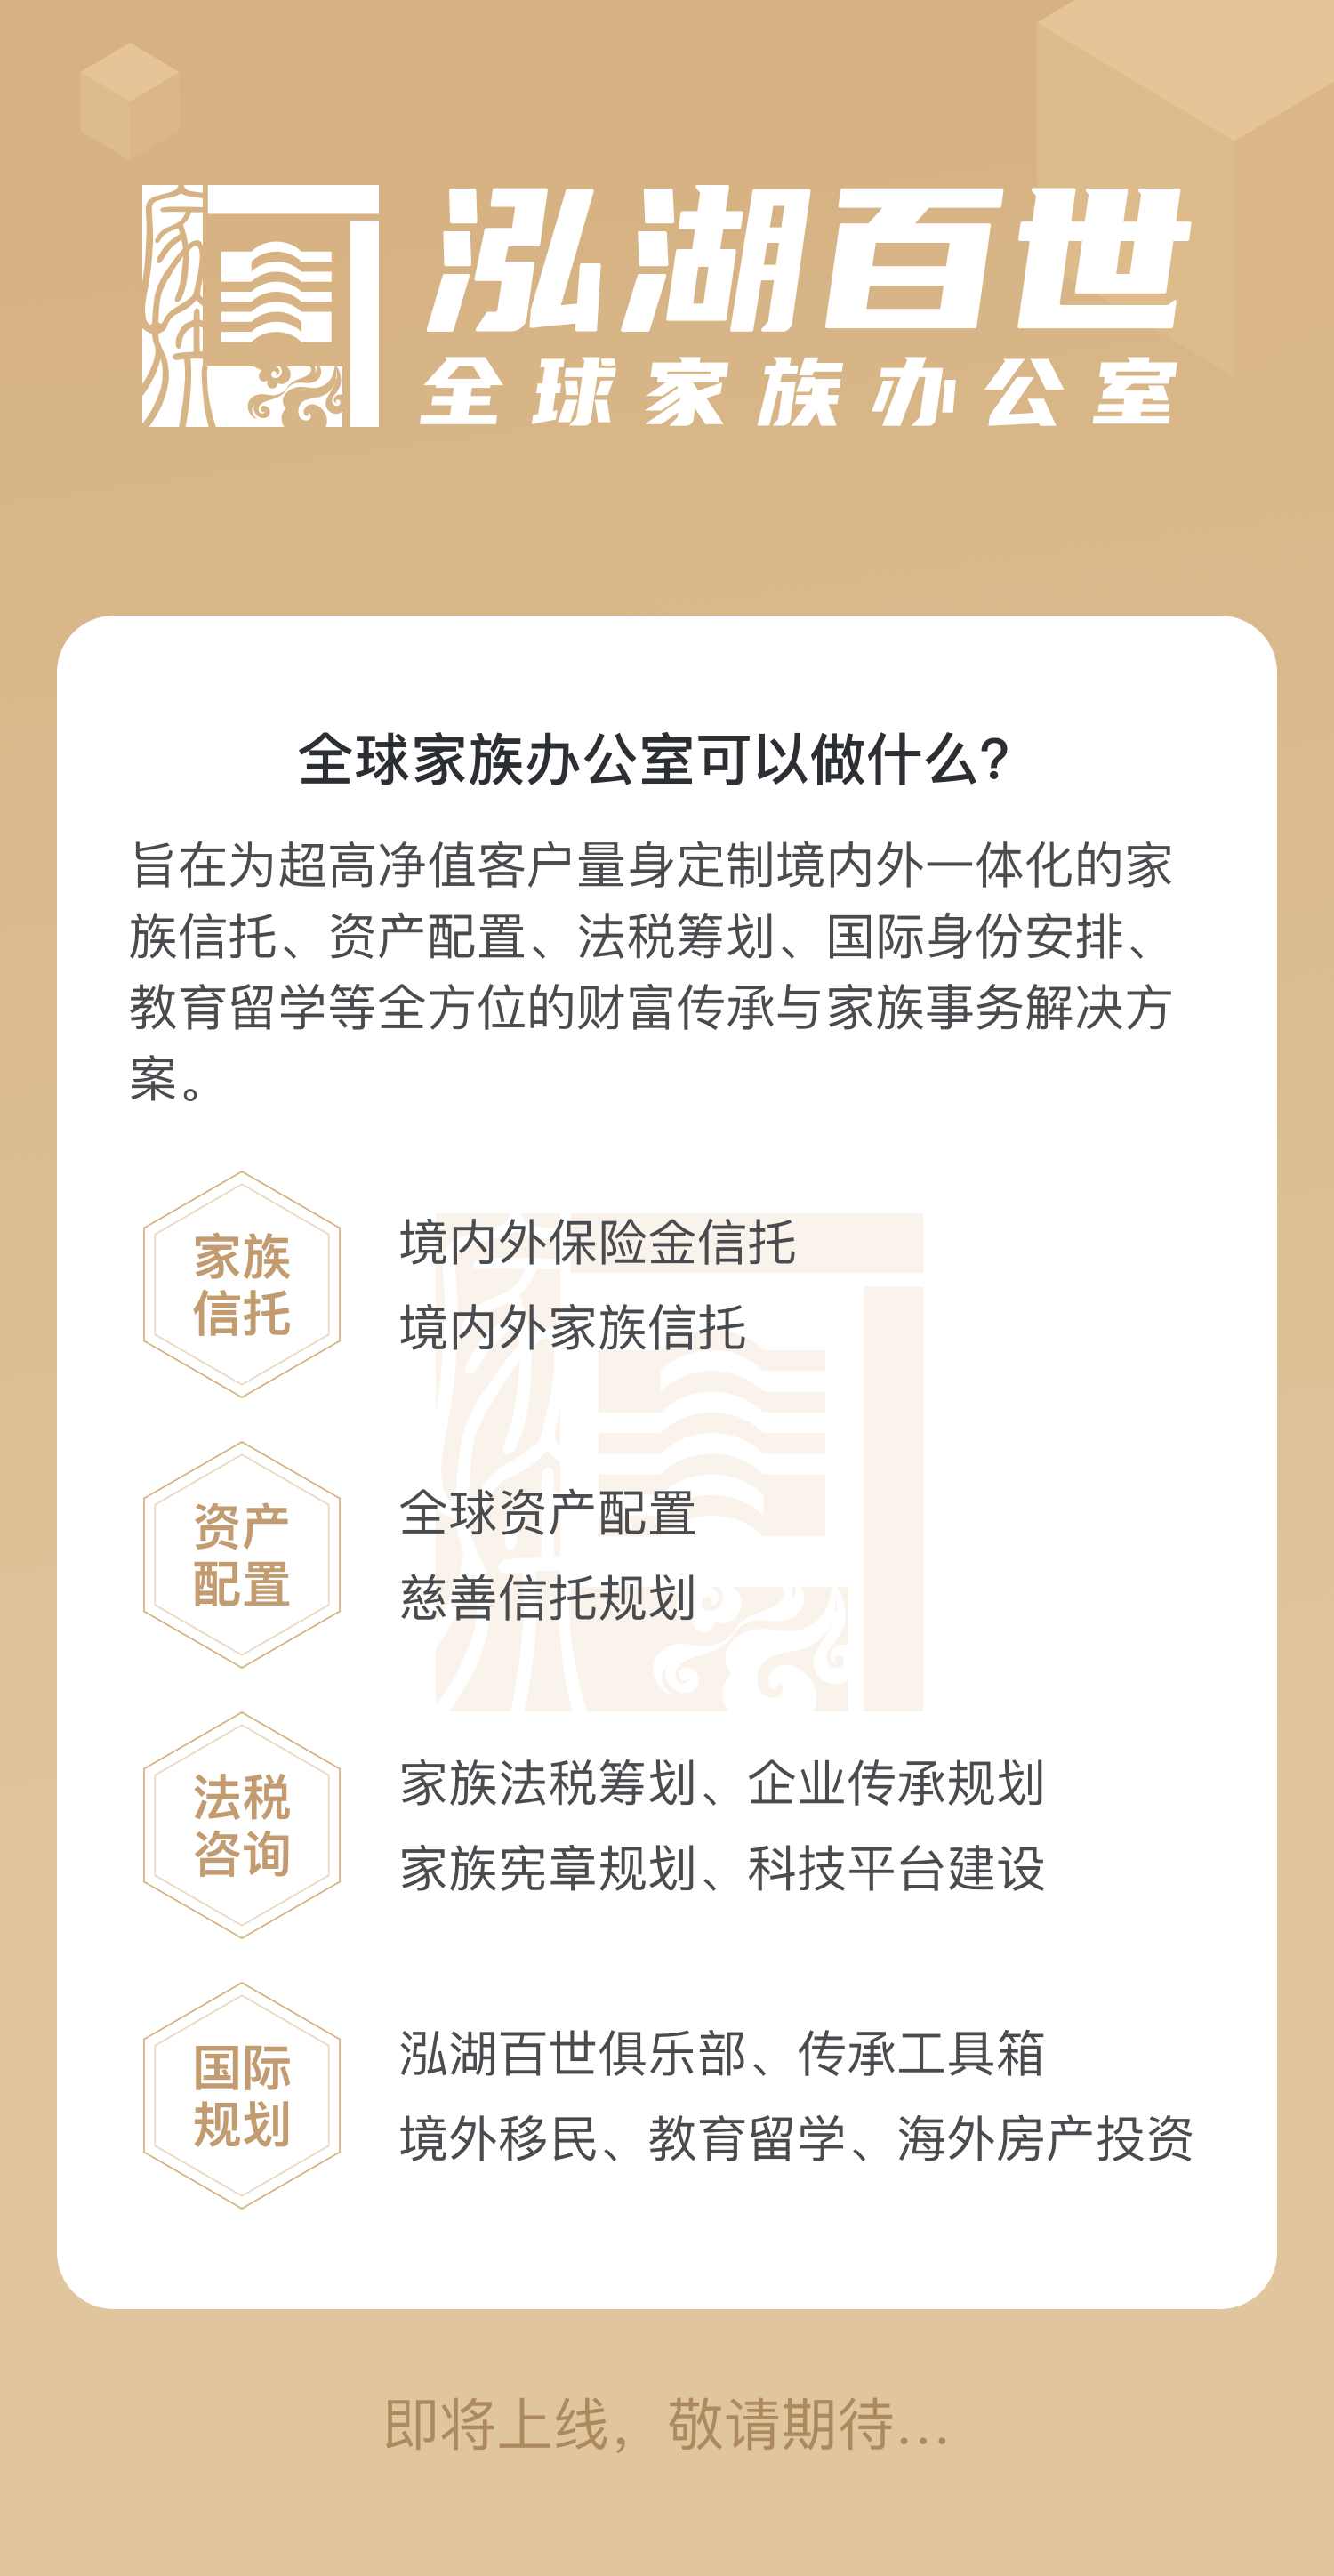 泓湖百世
全球家族办公室
全球家族办公室可以做什么?
旨在为超高净值客户量身定制境内外一体化的家
族信托、资产配置、法税筹划、国际身份安排、
教育留学等全方位的财富传承与家族事务解决方
案。
家族
信托
境内外保险金信托
境内外家族信托
资产
配置
全球资产配置
慈善信托规划
法税
咨询
家族法税筹划、企业传承规划
家族宪章规划、科技平台建设
国际
规划
泓湖百世俱乐部、传承工具箱
境外移民、教育留学、海外房产投资
即将上线，敬请期待...